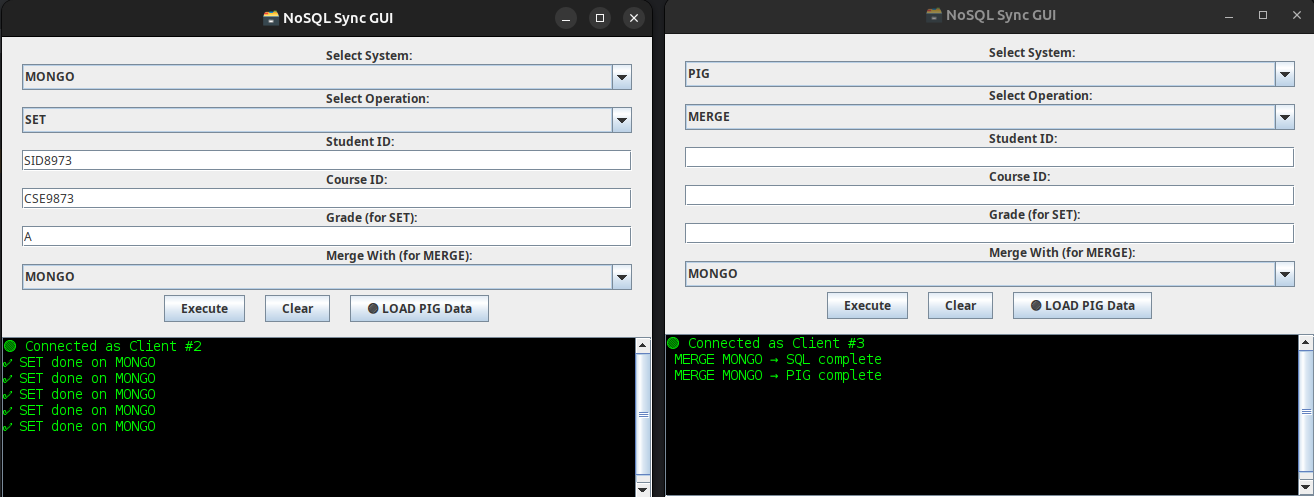 NoSQL Sync GUI
Select System:
MONGO
Select Operation:
SET
Student ID:
SID8973
Course ID:
CSE9873
Grade (for SET):
A
Merge With (for MERGE):
MONGO
Execute Clear LOAD PIG Data
Connected as Client #2
✔ SET done on MONGO
✔ SET done on MONGO
✔ SET done on MONGO
✔ SET done on MONGO
✔ SET done on MONGO
NoSQL Sync GUI
Select System:
PIG
Select Operation:
MERGE
Student ID:
Course ID:
Grade (for SET):
Merge With (for MERGE):
MONGO
Execute Clear LOAD PIG Data
Connected as Client #3
MERGE MONGO → SQL complete
MERGE MONGO → PIG complete